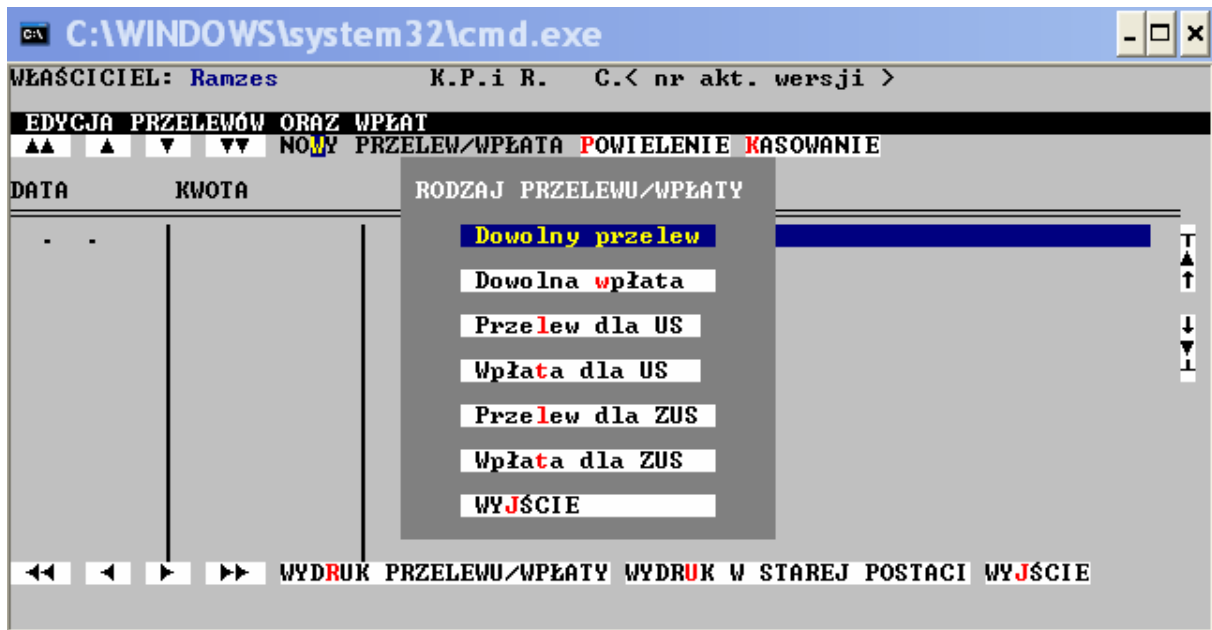 C:\WINDOWS\system32\cmd.exe
WŁAŚCICIEL: Ramzes K.P.i R. C.< nr akt. wersji >
EDYCJA PRZELEWÓW ORAZ WPŁAT
NOWY PRZELEW/WPŁATA POWIELENIE KASOWANIE
DATA KWOTA RODZAJ PRZELEWU/WPŁATY
. . Dowolny przelew
Dowolna wpłata
Przelew dla US
Wpłata dla US
Przelew dla ZUS
Wpłata dla ZUS
WYJŚCIE
WYDRUK PRZELEWU/WPŁATY WYDRUK W STAREJ POSTACI WYJŚCIE